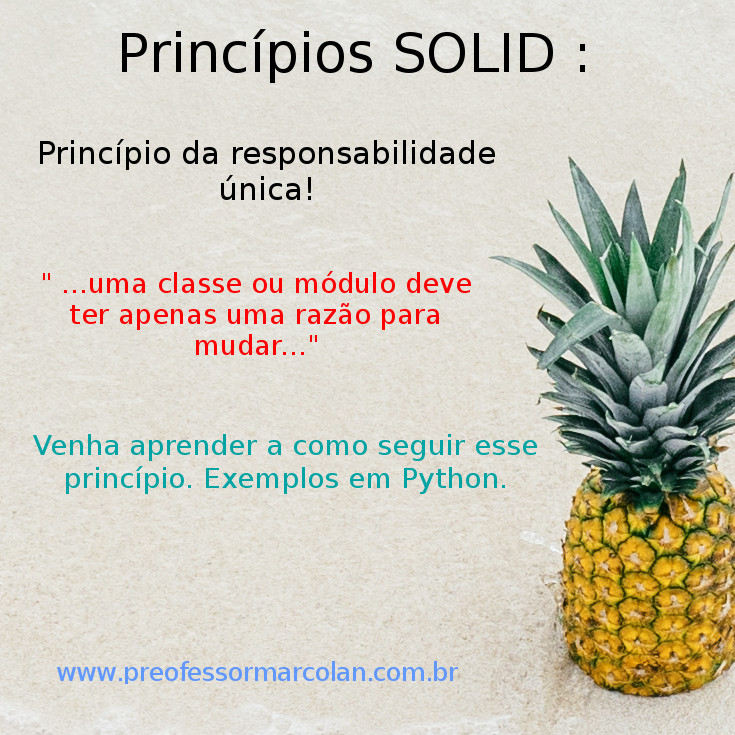 Princípios SOLID :
Princípio da responsabilidade
única!
" ...uma classe ou módulo deve
ter apenas uma razão para
mudar..."
Venha aprender a como seguir esse
princípio. Exemplos em Python.
www.preofessormarcolan.com.br